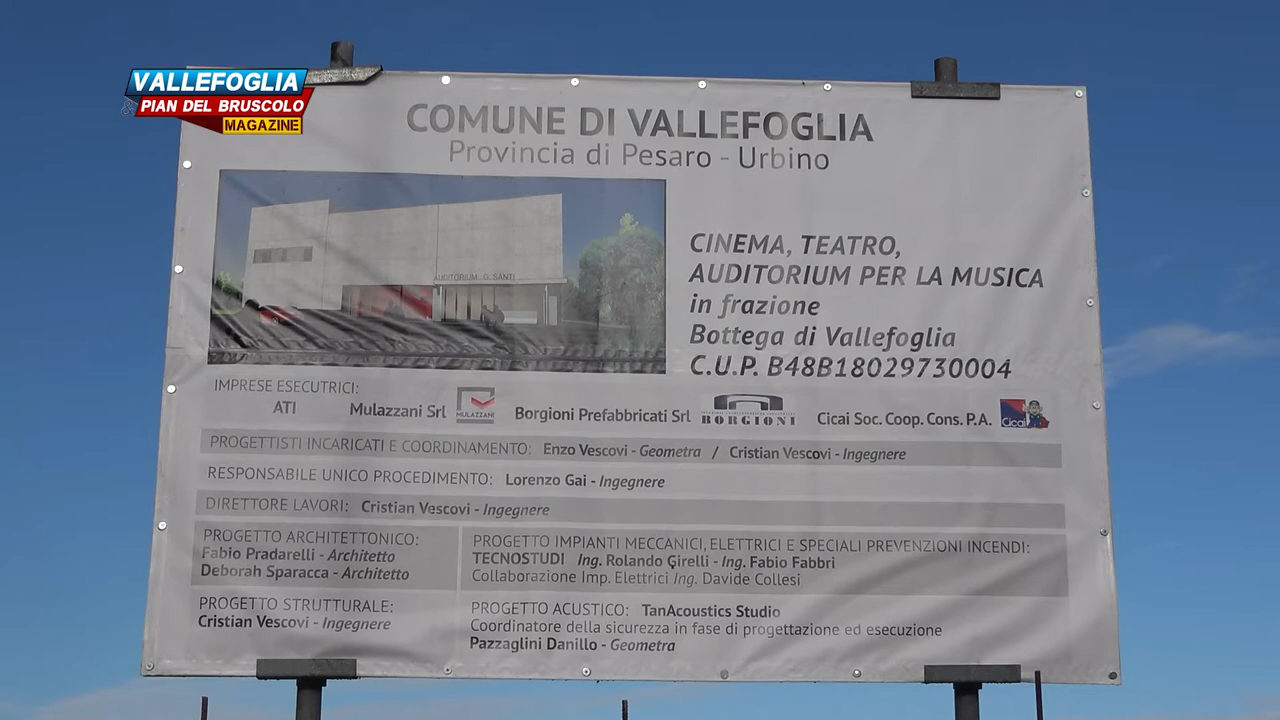 VALLEFOGLIA
& PIAN DEL BRUSCOLO
MAGAZINE
COMUNE DI VALLEFOGLIA
Provincia di Pesaro - Urbino
AUDITORIUM G. SANTI
CINEMA, TEATRO,
AUDITORIUM PER LA MUSICA
in frazione
Bottega di Vallefoglia
C.U.P. B48B18029730004
IMPRESE ESECUTRICI:
ATI Mulazzani Srl MULAZZANI Borgioni Prefabbricati Srl BORGIONI Cicai Soc. Coop. Cons. P.A. Cicai
PROGETTISTI INCARICATI E COORDINAMENTO: Enzo Vescovi - Geometra / Cristian Vescovi - Ingegnere
RESPONSABILE UNICO PROCEDIMENTO: Lorenzo Gai - Ingegnere
DIRETTORE LAVORI: Cristian Vescovi - Ingegnere
PROGETTO ARCHITETTONICO:
Fabio Pradarelli - Architetto
Deborah Sparacca - Architetto
PROGETTO IMPIANTI MECCANICI, ELETTRICI E SPECIALI PREVENZIONI INCENDI:
TECNOSTUDI Ing. Rolando Girelli - Ing. Fabio Fabbri
Collaborazione Imp. Elettrici Ing. Davide Collesi
PROGETTO STRUTTURALE:
Cristian Vescovi - Ingegnere
PROGETTO ACUSTICO: TanAcoustics Studio
Coordinatore della sicurezza in fase di progettazione ed esecuzione
Pazzaglini Danillo - Geometra